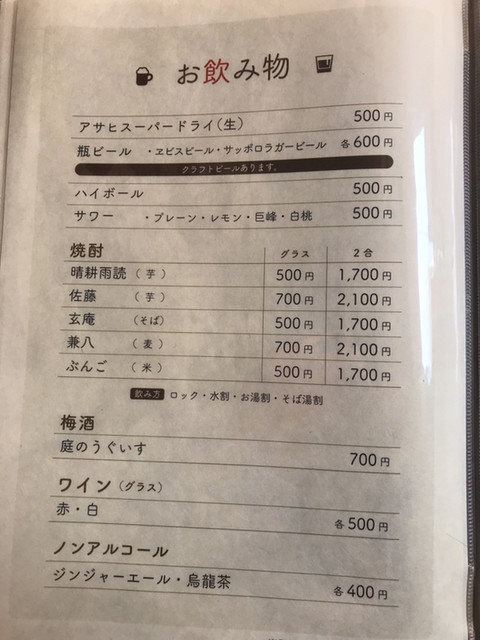 お飲み物
アサヒスーパードライ(生) 500円
瓶ビール ・ヱビスビール・サッポロラガービール 各600円
クラフトビールあります。
ハイボール 500円
サワー ・プレーン・レモン・巨峰・白桃 500円
焼酎 グラス 2合
晴耕雨読 (芋) 500円 1,700円
佐藤 (芋) 700円 2,100円
玄庵 (そば) 500円 1,700円
兼八 (麦) 700円 2,100円
ぶんご (米) 500円 1,700円
飲み方 ロック・水割・お湯割・そば湯割
梅酒
庭のうぐいす 700円
ワイン(グラス)
赤・白 各500円
ノンアルコール
ジンジャーエール・烏龍茶 各400円